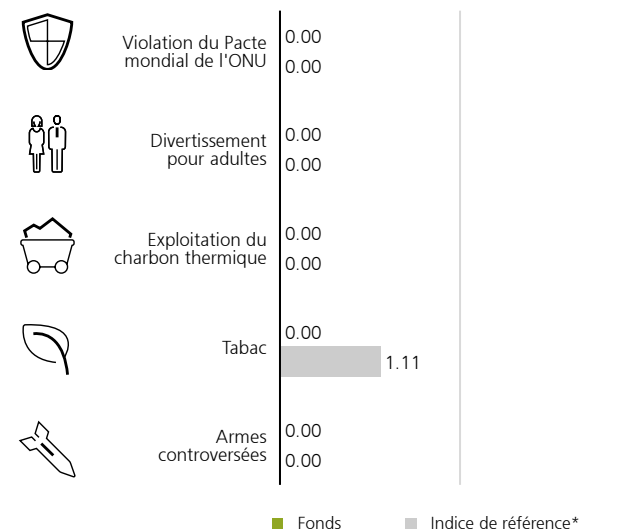 Violation du Pacte
mondial de l'ONU
0.00
0.00
Divertissement
pour adultes
0.00
0.00
Exploitation du
charbon thermique
0.00
0.00
Tabac
0.00
1.11
Armes
controversées
0.00
0.00
Fonds
Indice de référence*